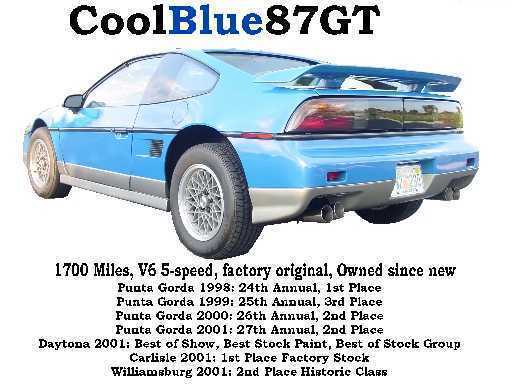 CoolBlue87GT
1700 Miles, V6 5-speed, factory original, Owned since new
Punta Gorda 1998: 24th Annual, 1st Place
Punta Gorda 1999: 25th Annual, 3rd Place
Punta Gorda 2000: 26th Annual, 2nd Place
Punta Gorda 2001: 27th Annual, 2nd Place
Daytona 2001: Best of Show, Best Stock Paint, Best of Stock Group
Carlisle 2001: 1st Place Factory Stock
Williamsburg 2001: 2nd Place Historic Class